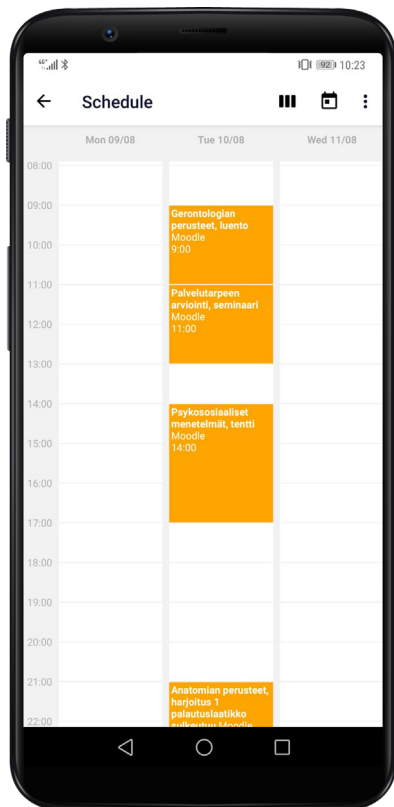 92 10:23
Schedule
Mon 09/08 Tue 10/08 Wed 11/08
08:00
09:00
Gerontologian
perusteet, luento
Moodle
9:00
10:00
11:00
Palvelutarpeen
arviointi, seminaari
Moodle
11:00
12:00
13:00
14:00
Psykososiaaliset
menetelmät, tentti
Moodle
14:00
15:00
16:00
17:00
18:00
19:00
20:00
21:00
Anatomian perusteet,
harjoitus 1
palautuslaatikko
sulkeutuu Moodle
22:00